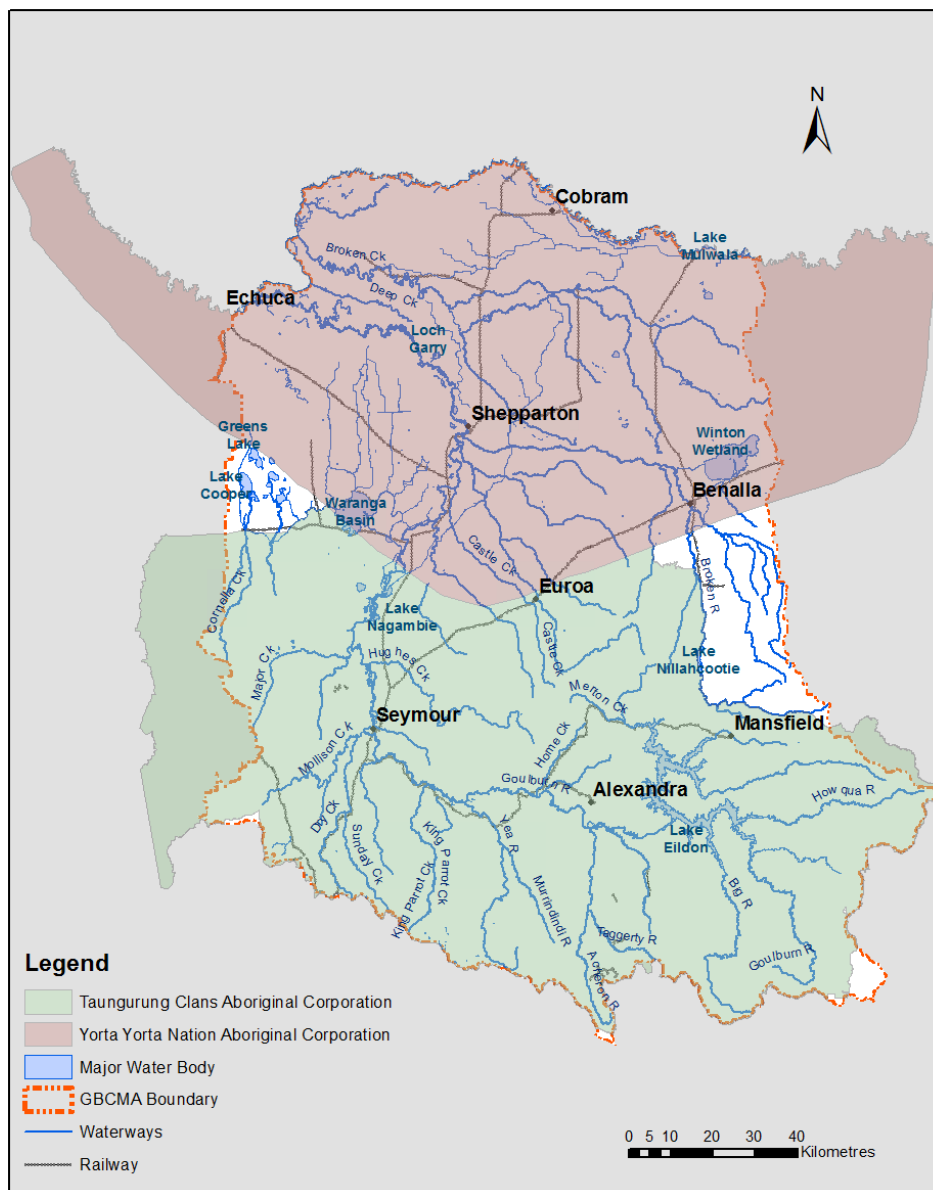 N
Cobram
Lake
Mulwala
Broken Ck
Echuca
Deep Ck
Loch
Garry
Shepparton
Greens
Lake
Winton
Wetland
Lake
Cooper
Benalla
Waranga
Basin
Castle Ck
Broken R
Euroa
Cornella Ck
Lake
Nagambie
Castle Ck
Hughes Ck
Major Ck
Lake
Nillahcootie
Merton Ck
Seymour
Mansfield
Mollison Ck
Home Ck
Goulburn R
Alexandra
How qua R
Dry Ck
Sunday Ck
King Parrot Ck
King Parrot Ck
Yea R
Lake
Eildon
Murrindindi R
Big R
Taggerty R
Goulburn R
Acheron R
Legend
Taungurung Clans Aboriginal Corporation
Yorta Yorta Nation Aboriginal Corporation
Major Water Body
GBCMA Boundary
Waterways
Railway
0 5 10 20 30 40
Kilometres